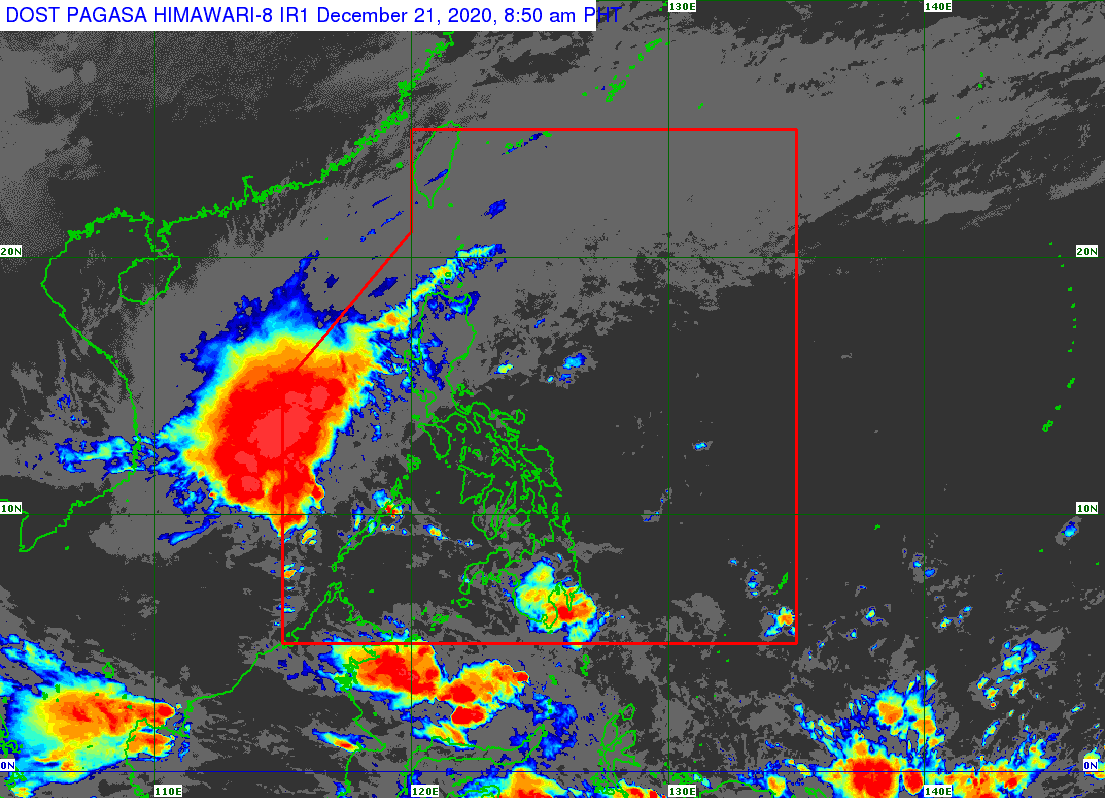 DOST PAGASA HIMAWARI-8 IR1 December 21, 2020, 8:50 am PHT
130E 140E
20N 20N
10N 10N
0N 0N
110E 120E 130E 140E